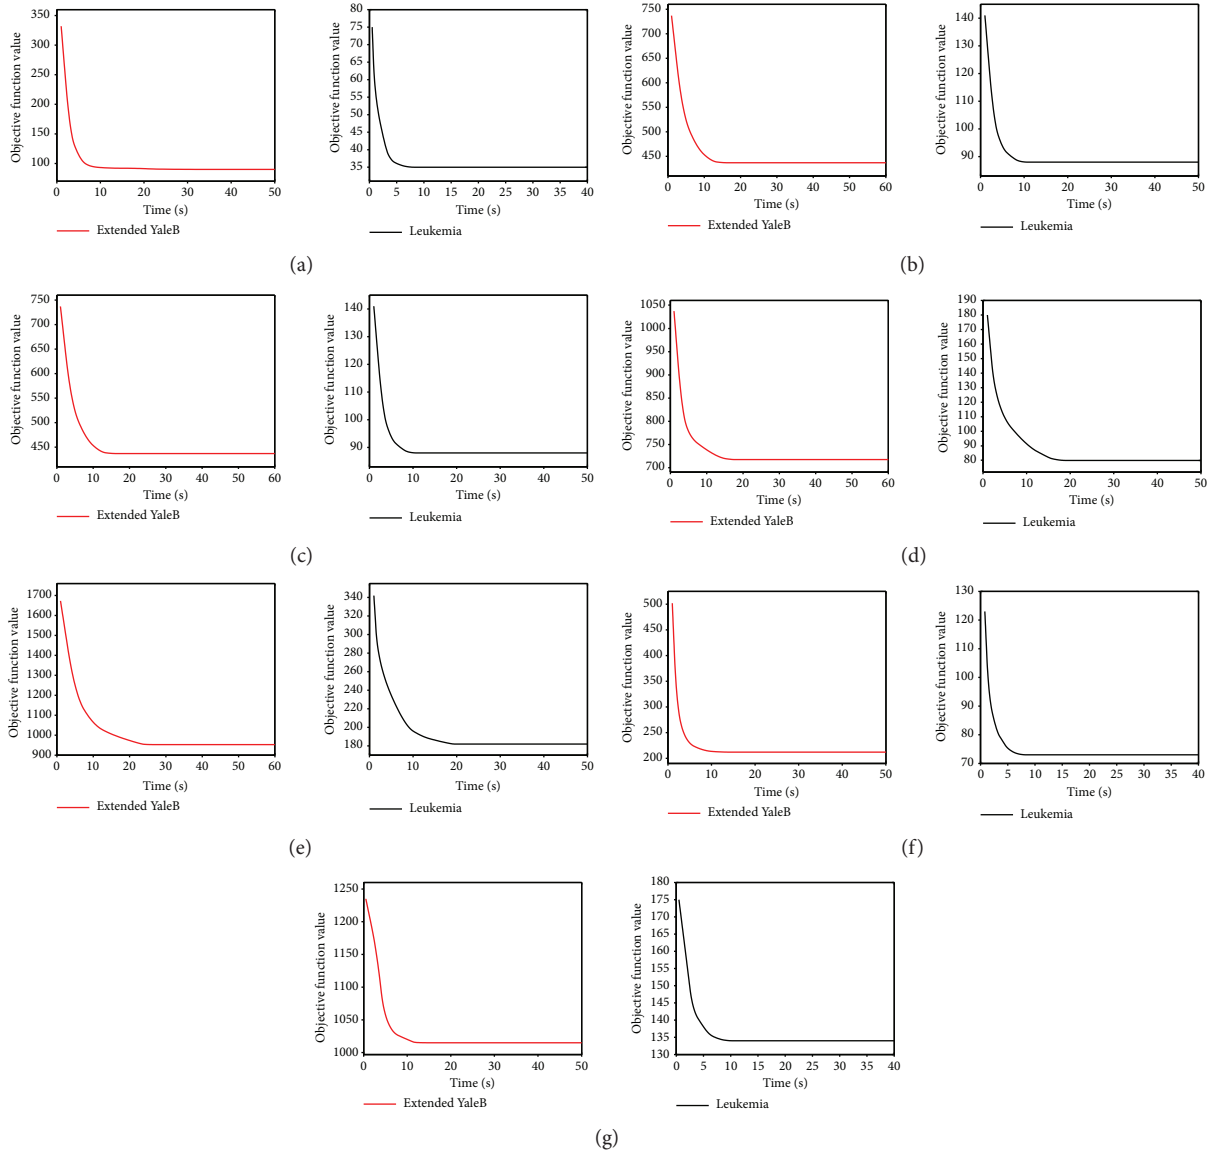 350
300
250
200
150
100
0 10 20 30 40 50
Objective function value
Time (s)
Extended YaleB
80
75
70
65
60
55
50
45
40
35
0 5 10 15 20 25 30 35 40
Objective function value
Time (s)
Leukemia
(a)
750
700
650
600
550
500
450
0 10 20 30 40 50 60
Objective function value
Time (s)
Extended YaleB
140
130
120
110
100
90
0 10 20 30 40 50
Objective function value
Time (s)
Leukemia
(b)
750
700
650
600
550
500
450
0 10 20 30 40 50 60
Objective function value
Time (s)
Extended YaleB
140
130
120
110
100
90
0 10 20 30 40 50
Objective function value
Time (s)
Leukemia
(c)
1050
1000
950
900
850
800
750
700
0 10 20 30 40 50 60
Objective function value
Time (s)
Extended YaleB
190
180
170
160
150
140
130
120
110
100
90
80
0 10 20 30 40 50
Objective function value
Time (s)
Leukemia
(d)
1700
1600
1500
1400
1300
1200
1100
1000
900
0 10 20 30 40 50 60
Objective function value
Time (s)
Extended YaleB
340
320
300
280
260
240
220
200
180
0 10 20 30 40 50
Objective function value
Time (s)
Leukemia
(e)
500
450
400
350
300
250
200
0 10 20 30 40 50
Objective function value
Time (s)
Extended YaleB
130
120
110
100
90
80
70
0 5 10 15 20 25 30 35 40
Objective function value
Time (s)
Leukemia
(f)
1250
1200
1150
1100
1050
1000
0 10 20 30 40 50
Objective function value
Time (s)
Extended YaleB
180
175
170
165
160
155
150
145
140
135
130
0 5 10 15 20 25 30 35 40
Objective function value
Time (s)
Leukemia
(g)